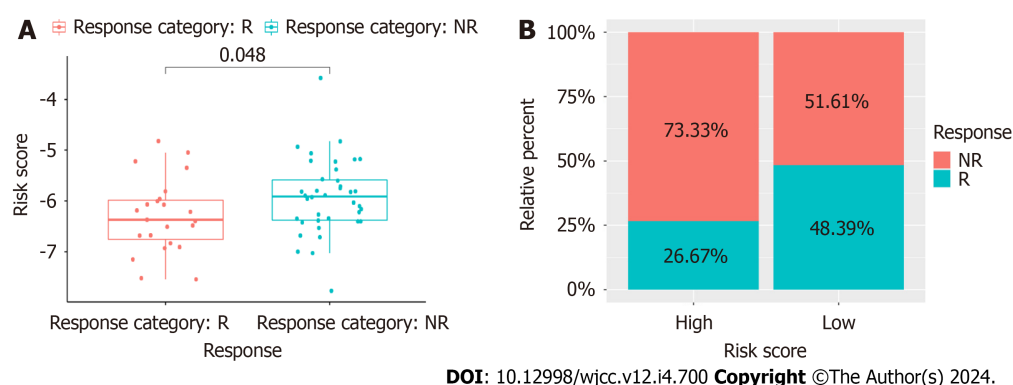 A
Response category: R Response category: NR
0.048
Risk score
-4
-5
-6
-7
Response category: R Response category: NR
Response
B
Relative percent
100%
75%
50%
25%
0%
73.33%
26.67%
51.61%
48.39%
High Low
Risk score
Response
NR
R
DOI: 10.12998/wjcc.v12.i4.700 Copyright ©The Author(s) 2024.